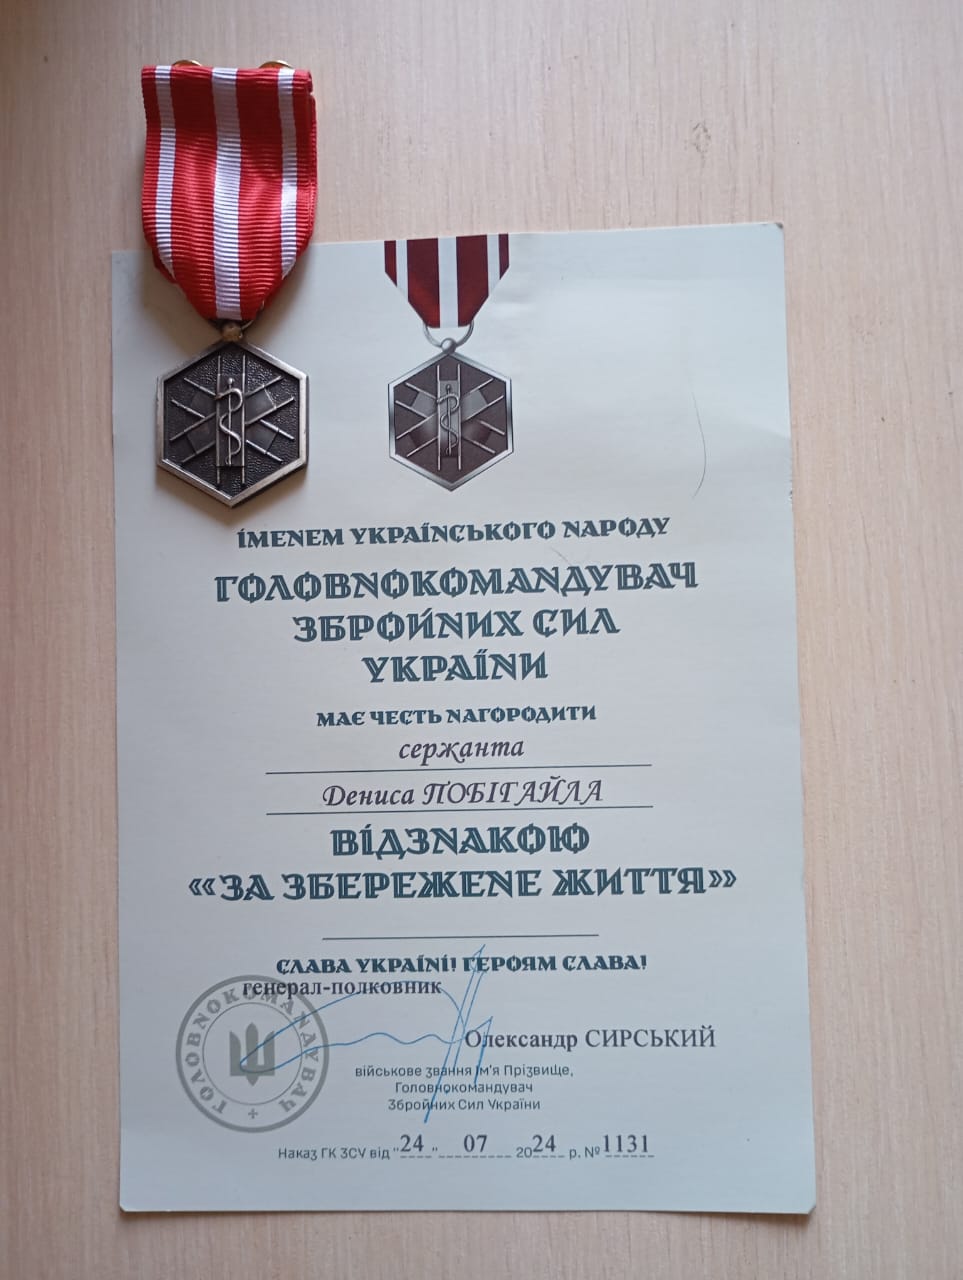 ІМЕНЕМ УКРАЇНСЬКОГО НАРОДУ
ГОЛОВНОКОМАНДУВАЧ
ЗБРОЙНИХ СИЛ
УКРАЇНИ
МАЄ ЧЕСТЬ НАГОРОДИТИ
сержанта
Дениса ПОБІГАЙЛА
ВІДЗНАКОЮ
«ЗА ЗБЕРЕЖЕНЕ ЖИТТЯ»
СЛАВА УКРАЇНІ! ГЕРОЯМ СЛАВА!
генерал-полковник
ГОЛОВНОКОМАНДУВАЧ
Олександр СИРСЬКИЙ
військове звання Ім'я Прізвище,
Головнокомандувач
Збройних Сил України
Наказ ГК ЗСУ від "24" 07 2024 р. № 1131